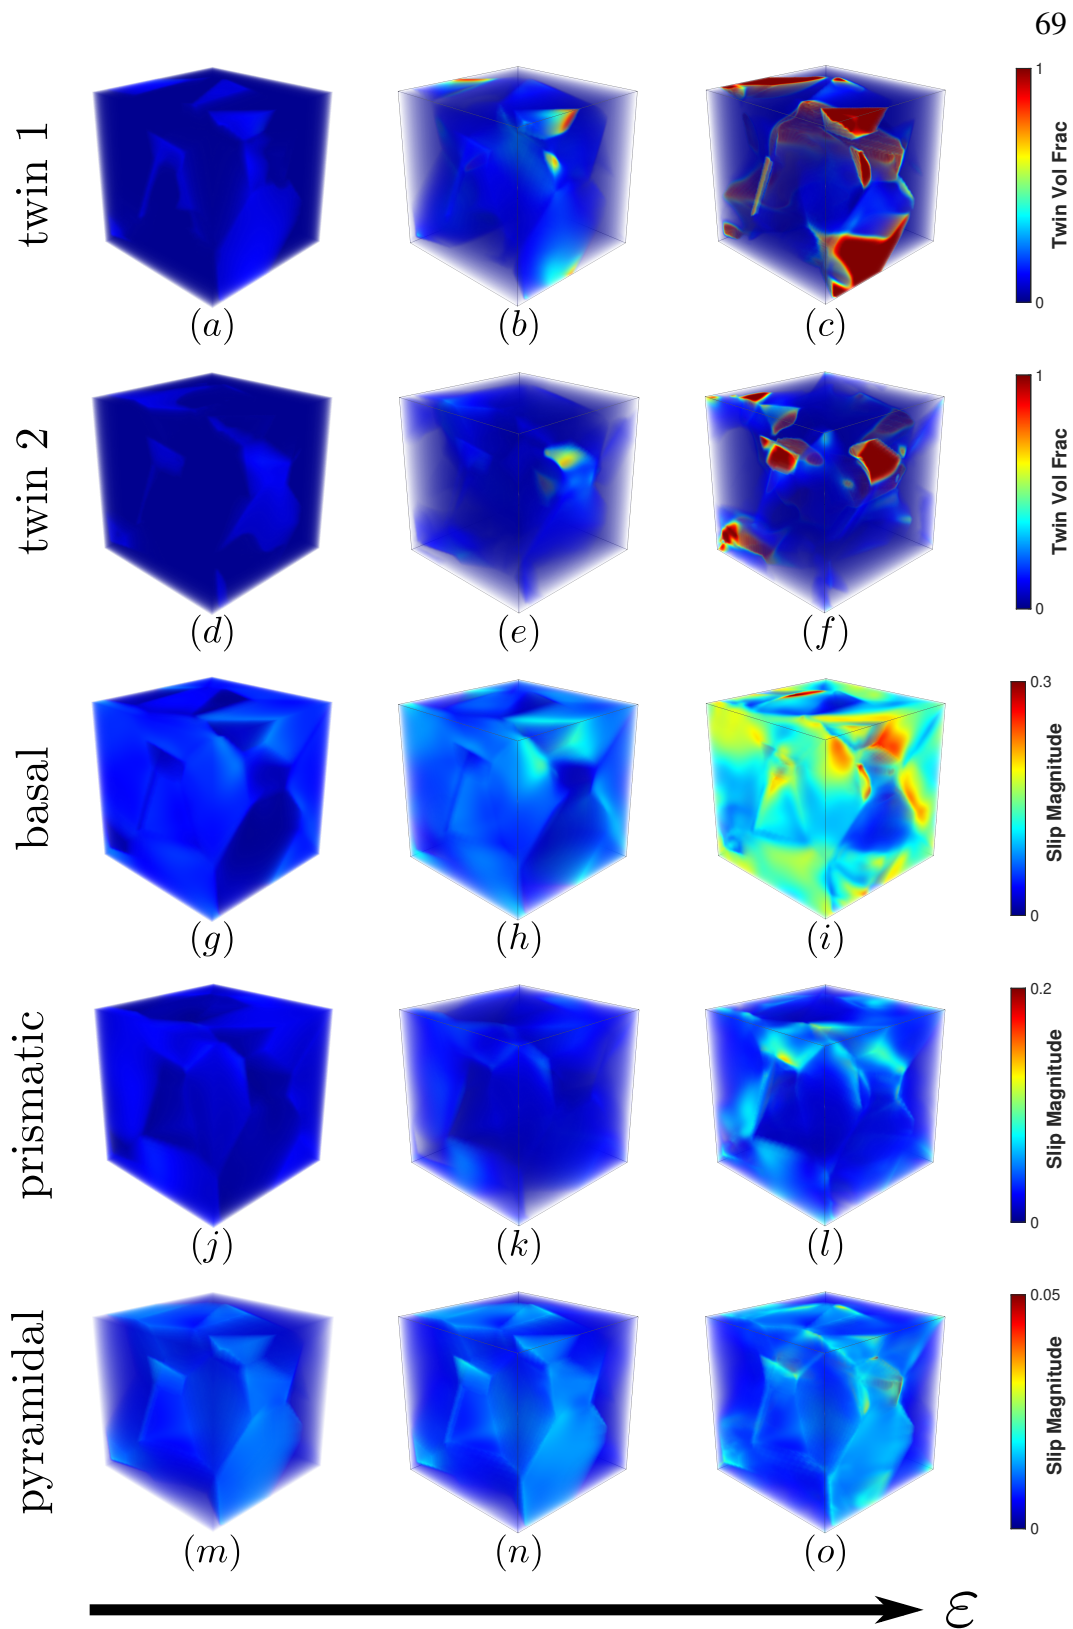 69
twin 1
1
Twin Vol Frac
0
(a)
(b)
(c)
twin 2
1
Twin Vol Frac
0
(d)
(e)
(f)
basal
0.3
Slip Magnitude
0
(g)
(h)
(i)
prismatic
0.2
Slip Magnitude
0
(j)
(k)
(l)
pyramidal
0.05
Slip Magnitude
0
(m)
(n)
(o)
ε